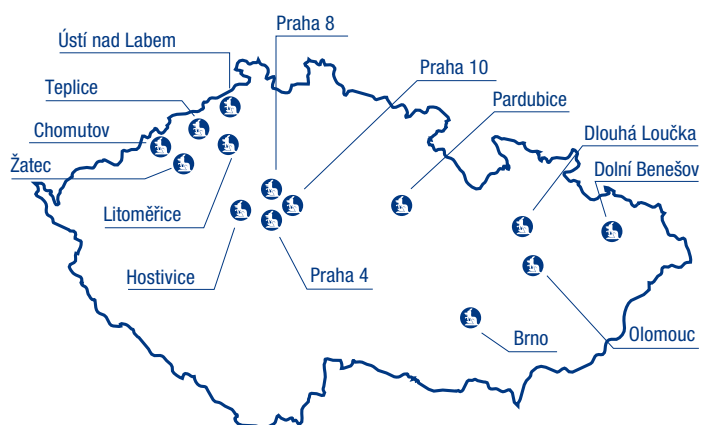 Praha 8
Ústí nad Labem
Praha 10
Teplice
Pardubice
Chomutov
Dlouhá Loučka
Žatec
Dolní Benešov
Litoměřice
Hostivice
Praha 4
Brno
Olomouc